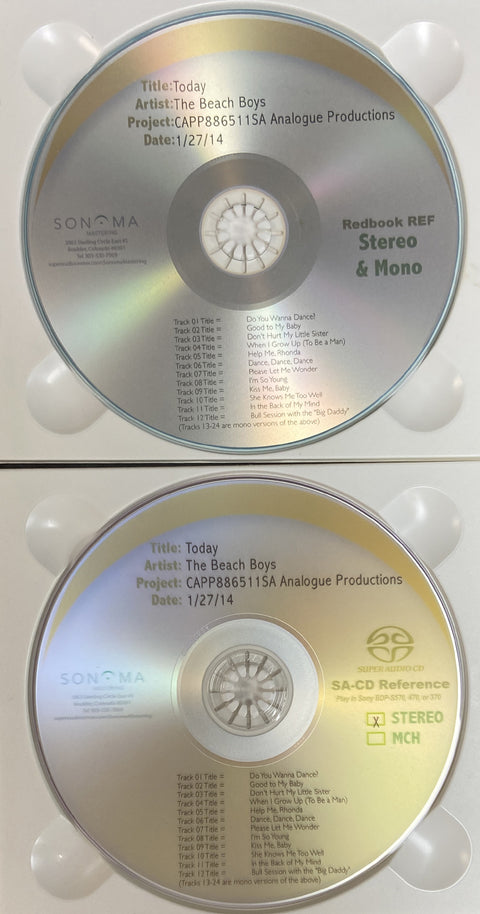 Title:Today
Artist:The Beach Boys
Project:CAPP886511SA Analogue Productions
Date:1/27/14
SONOMA
MASTERING
Boulder, Colorado
Redbook REF
Stereo
& Mono
Track 01 Title = Do You Wanna Dance?
Track 02 Title = Good to My Baby
Track 03 Title = Don't Hurt My Little Sister
Track 04 Title = When I Grow Up (To Be a Man)
Track 05 Title = Help Me, Rhonda
Track 06 Title = Dance, Dance, Dance
Track 07 Title = Please Let Me Wonder
Track 08 Title = I'm So Young
Track 09 Title = Kiss Me, Baby
Track 10 Title = She Knows Me Too Well
Track 11 Title = In the Back of My Mind
Track 12 Title = Bull Session with the "Big Daddy"
(Tracks 13-24 are mono versions of the above)
Title: Today
Artist: The Beach Boys
Project: CAPP886511SA Analogue Productions
Date: 1/27/14
SONOMA
MASTERING
SUPER AUDIO CD
SA-CD Reference
Play in Sony BDP-S570, 470, or 370
X STEREO
MCH
Track 01 Title = Do You Wanna Dance?
Track 02 Title = Good to My Baby
Track 03 Title = Don't Hurt My Little Sister
Track 04 Title = When I Grow Up (To Be a Man)
Track 05 Title = Help Me, Rhonda
Track 06 Title = Dance, Dance, Dance
Track 07 Title = Please Let Me Wonder
Track 08 Title = I'm So Young
Track 09 Title = Kiss Me, Baby
Track 10 Title = She Knows Me Too Well
Track 11 Title = In the Back of My Mind
Track 12 Title = Bull Session with the "Big Daddy"
(Tracks 13-24 are mono versions of the above)